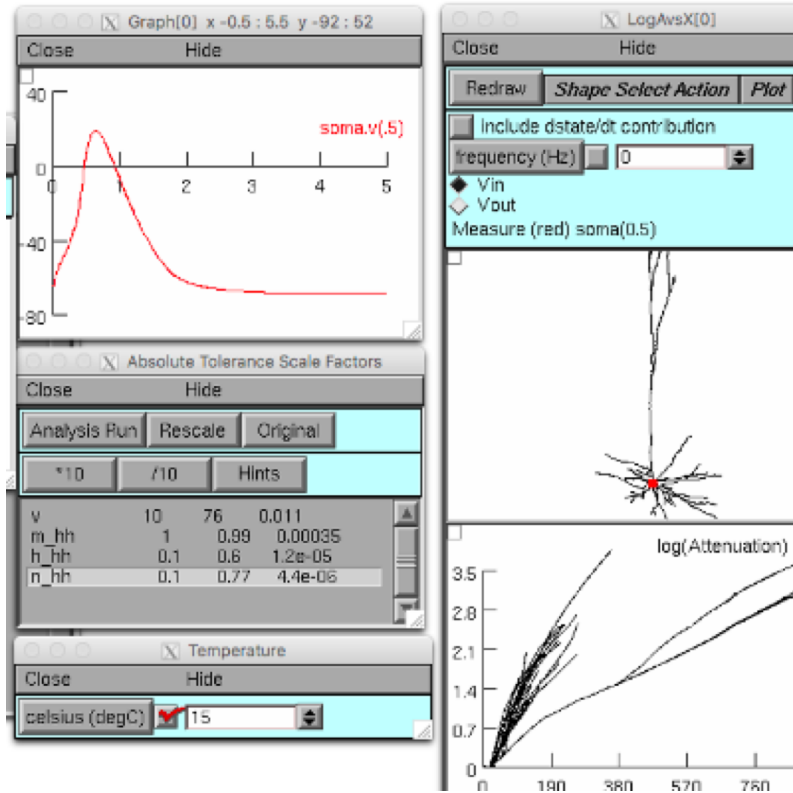 Graph[0] x -0.5 : 5.5 y -92 : 52
Close Hide
40
soma.v(.5)
0
0 1 2 3 4 5
-40
-80
Absolute Tolerance Scale Factors
Close Hide
Analysis Run Rescale Original
*10 /10 Hints
v 10 76 0.011
m_hh 1 0.99 0.00035
h_hh 0.1 0.6 1.2e-05
n_hh 0.1 0.77 4.4e-06
Temperature
Close Hide
celsius (degC) 15
LogAvsX[0]
Close Hide
Redraw Shape Select Action Plot
Include dstate/dt contribution
frequency (Hz) 0
Vin
Vout
Measure (red) soma(0.5)
log(Attenuation)
3.5
2.8
2.1
1.4
0.7
0
0 190 380 570 760